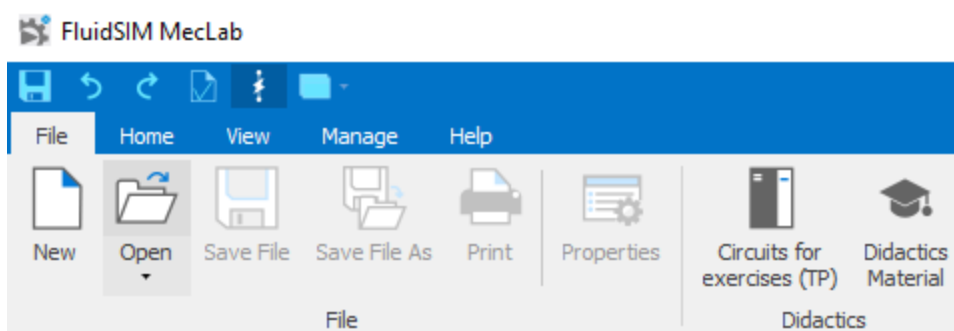 FluidSIM MecLab
File Home View Manage Help
New Open Save File Save File As Print Properties Circuits for exercises (TP) Didactics Material
File Didactics